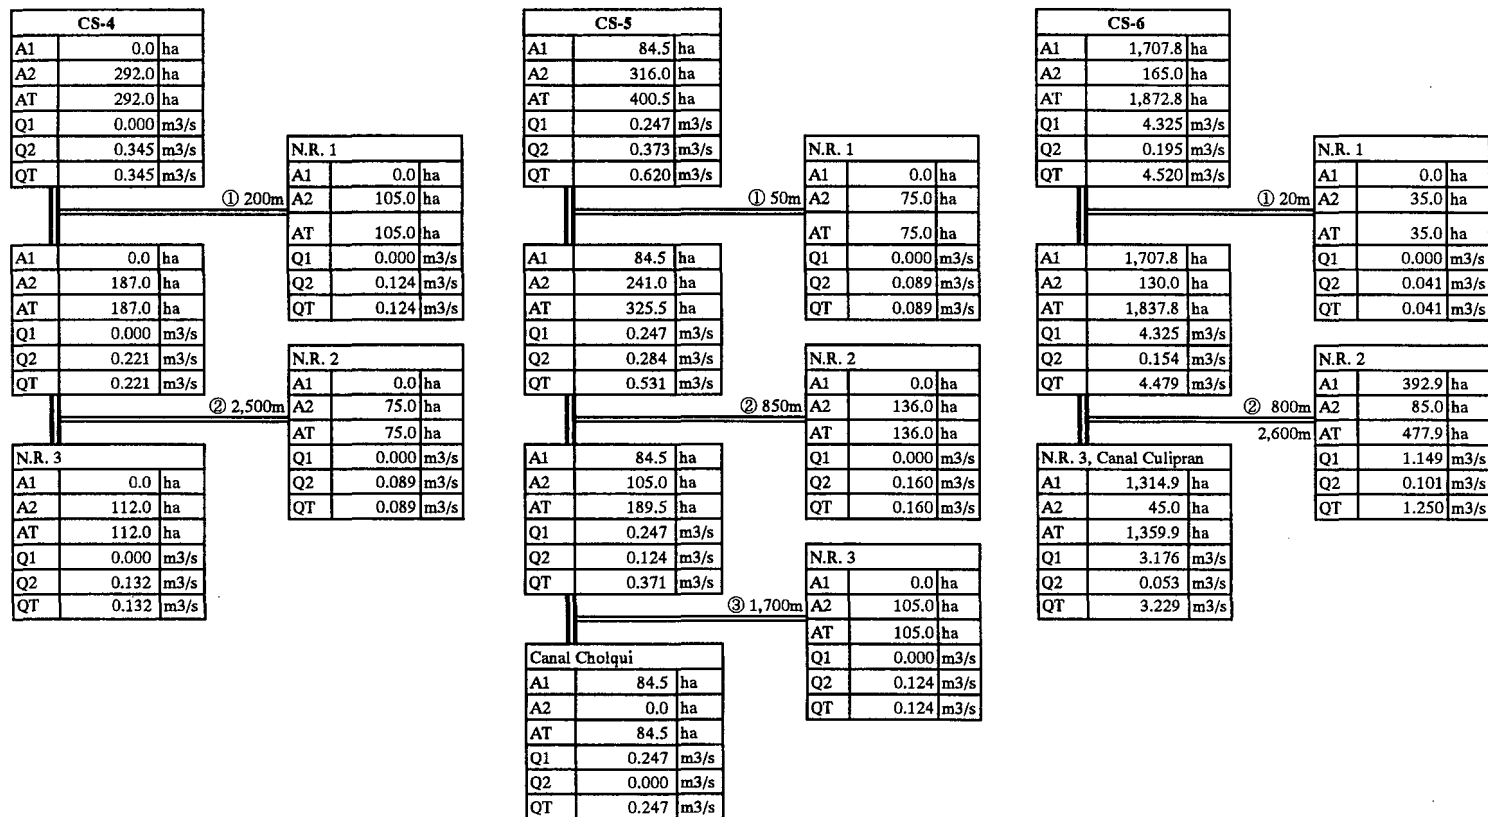 CS-4
A1 0.0 ha
A2 292.0 ha
AT 292.0 ha
Q1 0.000 m3/s
Q2 0.345 m3/s
QT 0.345 m3/s
① 200m
N.R. 1
A1 0.0 ha
A2 105.0 ha
AT 105.0 ha
Q1 0.000 m3/s
Q2 0.124 m3/s
QT 0.124 m3/s
A1 0.0 ha
A2 187.0 ha
AT 187.0 ha
Q1 0.000 m3/s
Q2 0.221 m3/s
QT 0.221 m3/s
② 2,500m
N.R. 2
A1 0.0 ha
A2 75.0 ha
AT 75.0 ha
Q1 0.000 m3/s
Q2 0.089 m3/s
QT 0.089 m3/s
N.R. 3
A1 0.0 ha
A2 112.0 ha
AT 112.0 ha
Q1 0.000 m3/s
Q2 0.132 m3/s
QT 0.132 m3/s
CS-5
A1 84.5 ha
A2 316.0 ha
AT 400.5 ha
Q1 0.247 m3/s
Q2 0.373 m3/s
QT 0.620 m3/s
① 50m
N.R. 1
A1 0.0 ha
A2 75.0 ha
AT 75.0 ha
Q1 0.000 m3/s
Q2 0.089 m3/s
QT 0.089 m3/s
A1 84.5 ha
A2 241.0 ha
AT 325.5 ha
Q1 0.247 m3/s
Q2 0.284 m3/s
QT 0.531 m3/s
② 850m
N.R. 2
A1 0.0 ha
A2 136.0 ha
AT 136.0 ha
Q1 0.000 m3/s
Q2 0.160 m3/s
QT 0.160 m3/s
A1 84.5 ha
A2 105.0 ha
AT 189.5 ha
Q1 0.247 m3/s
Q2 0.124 m3/s
QT 0.371 m3/s
③ 1,700m
N.R. 3
A1 0.0 ha
A2 105.0 ha
AT 105.0 ha
Q1 0.000 m3/s
Q2 0.124 m3/s
QT 0.124 m3/s
Canal Cholqui
A1 84.5 ha
A2 0.0 ha
AT 84.5 ha
Q1 0.247 m3/s
Q2 0.000 m3/s
QT 0.247 m3/s
CS-6
A1 1,707.8 ha
A2 165.0 ha
AT 1,872.8 ha
Q1 4.325 m3/s
Q2 0.195 m3/s
QT 4.520 m3/s
① 20m
N.R. 1
A1 0.0 ha
A2 35.0 ha
AT 35.0 ha
Q1 0.000 m3/s
Q2 0.041 m3/s
QT 0.041 m3/s
A1 1,707.8 ha
A2 130.0 ha
AT 1,837.8 ha
Q1 4.325 m3/s
Q2 0.154 m3/s
QT 4.479 m3/s
② 800m
2,600m
N.R. 2
A1 392.9 ha
A2 85.0 ha
AT 477.9 ha
Q1 1.149 m3/s
Q2 0.101 m3/s
QT 1.250 m3/s
N.R. 3, Canal Culipran
A1 1,314.9 ha
A2 45.0 ha
AT 1,359.9 ha
Q1 3.176 m3/s
Q2 0.053 m3/s
QT 3.229 m3/s